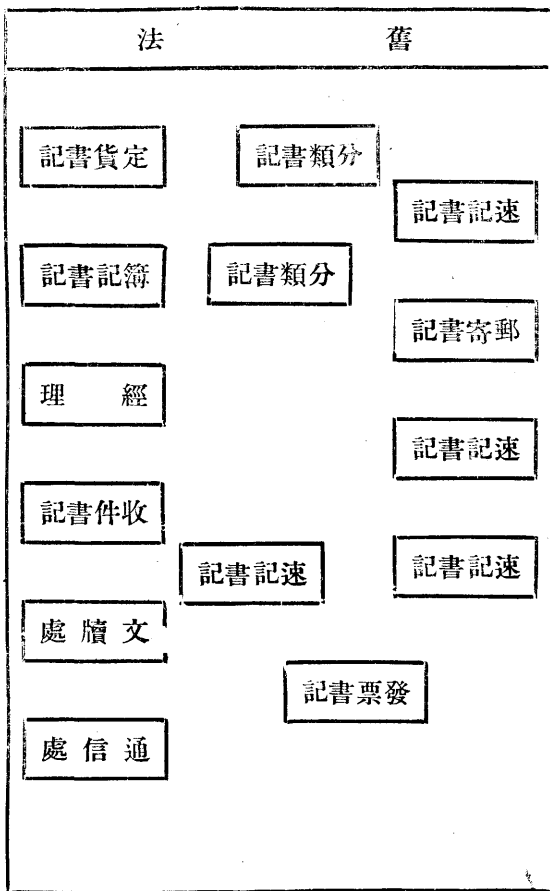 舊法
分類書記
定貨書記
速記書記
分類書記
簿記書記
郵寄書記
經理
速記書記
收件書記
速記書記
速記書記
文牘處
發票書記
通信處